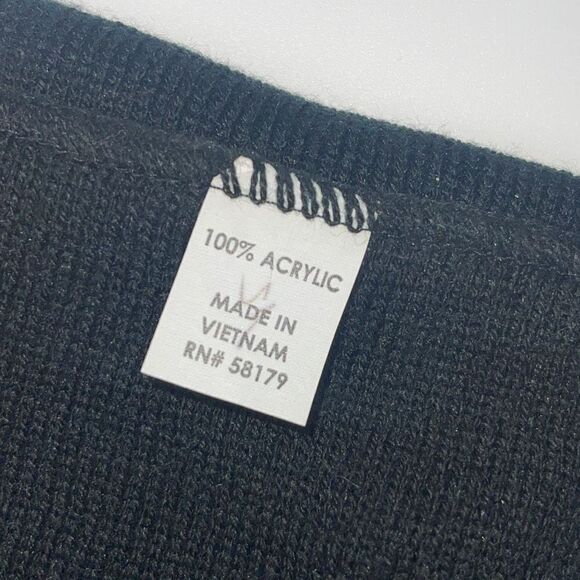 100% ACRYLIC
MADE IN
VIETNAM
RN# 58179